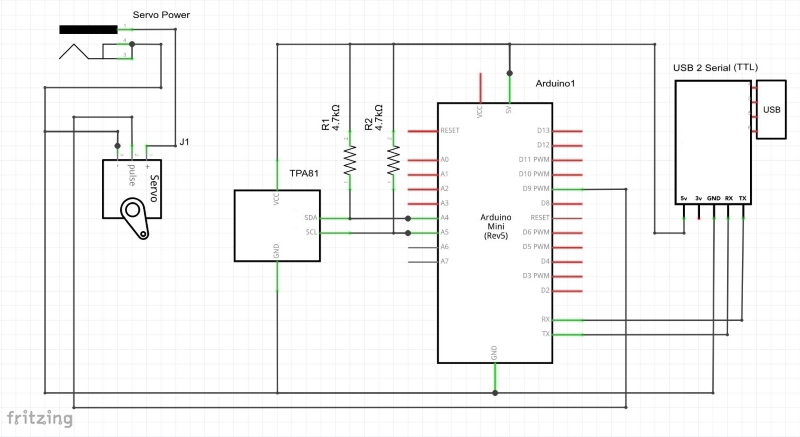 Servo Power
1
2
3
J1
-
pulse
+
Servo
TPA81
VCC
SDA
SCL
GND
R1
4.7kΩ
R2
4.7kΩ
Arduino1
VCC
5V
RESET
A0
A1
A2
A3
A4
A5
A6
A7
Arduino
Mini
(Rev5)
D13
D12
D11 PWM
D10 PWM
D9 PWM
D8
RESET
D6 PWM
D5 PWM
D4
D3 PWM
D2
RX
TX
GND
USB 2 Serial (TTL)
USB
5v 3v GND RX TX
fritzing